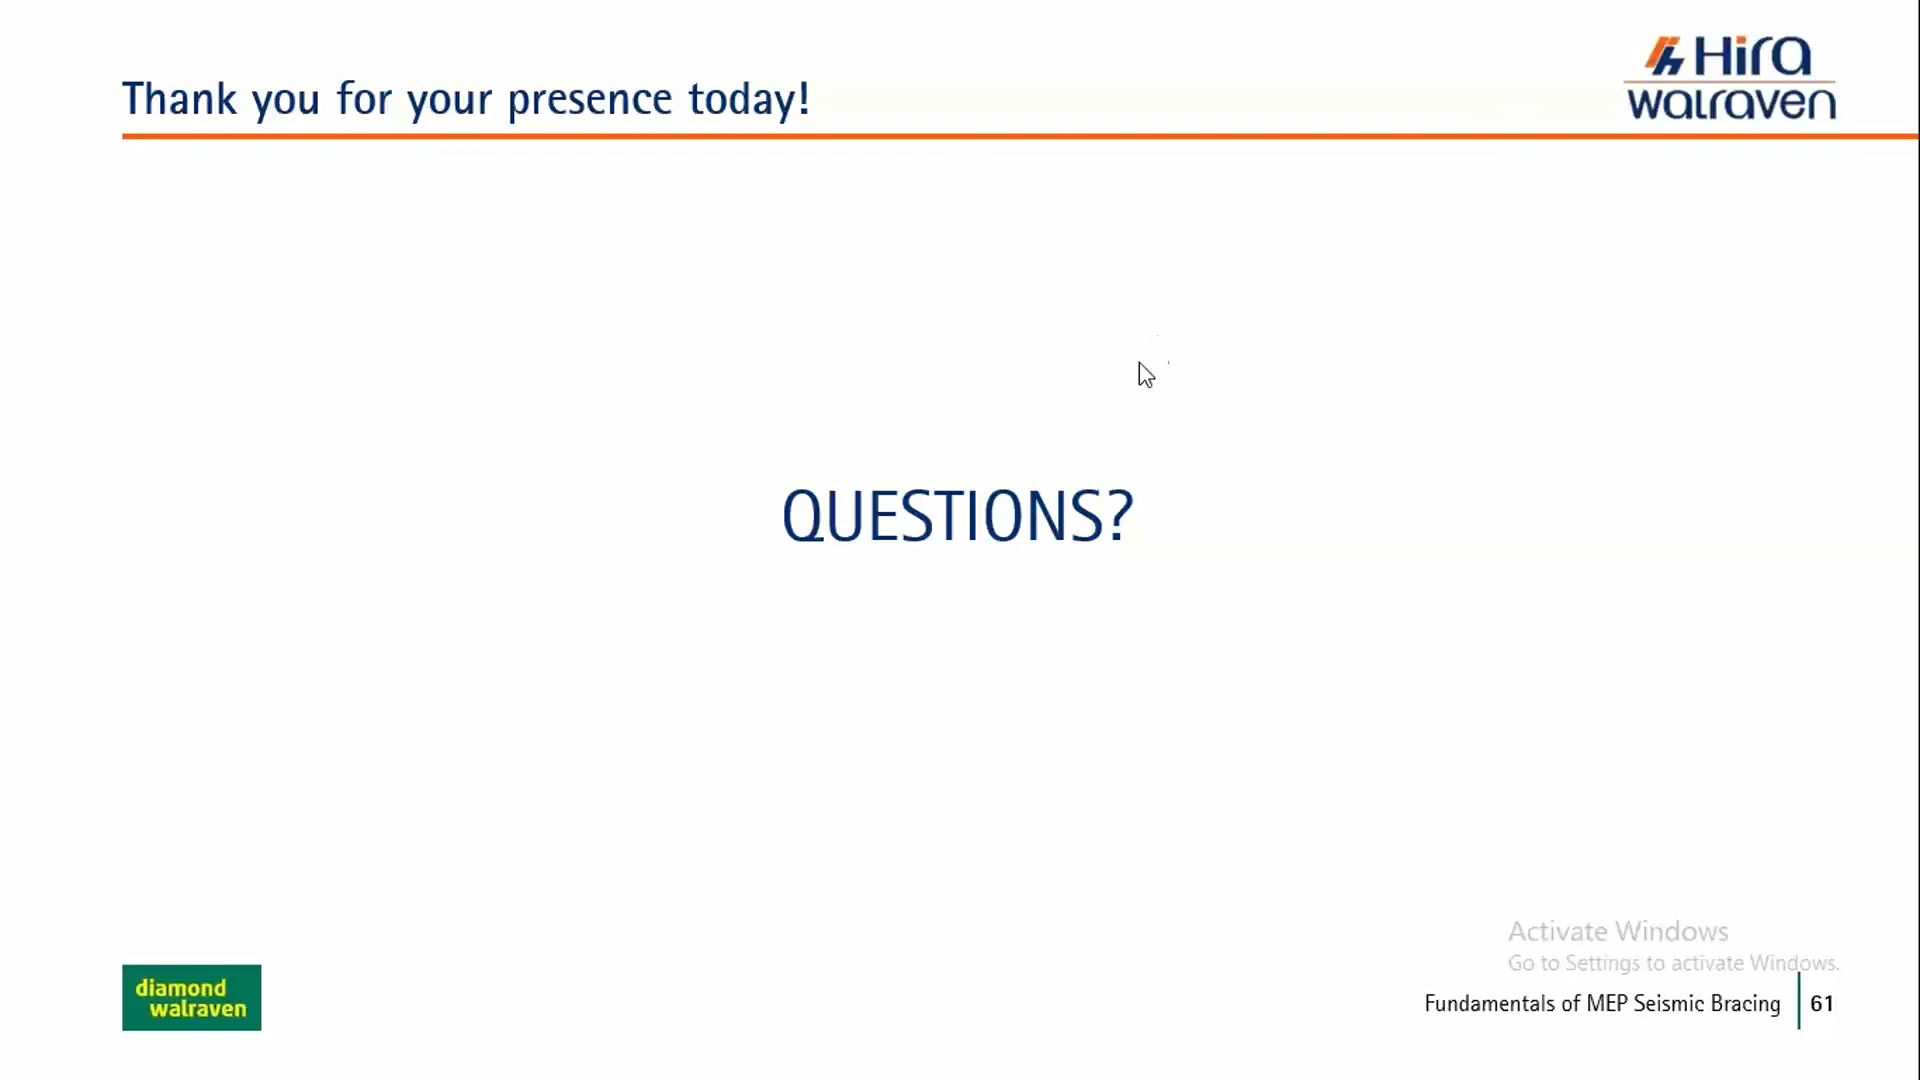 Hira
walraven
Thank you for your presence today!
QUESTIONS?
Activate Windows
Go to Settings to activate Windows.
diamond
walraven
Fundamentals of MEP Seismic Bracing
61